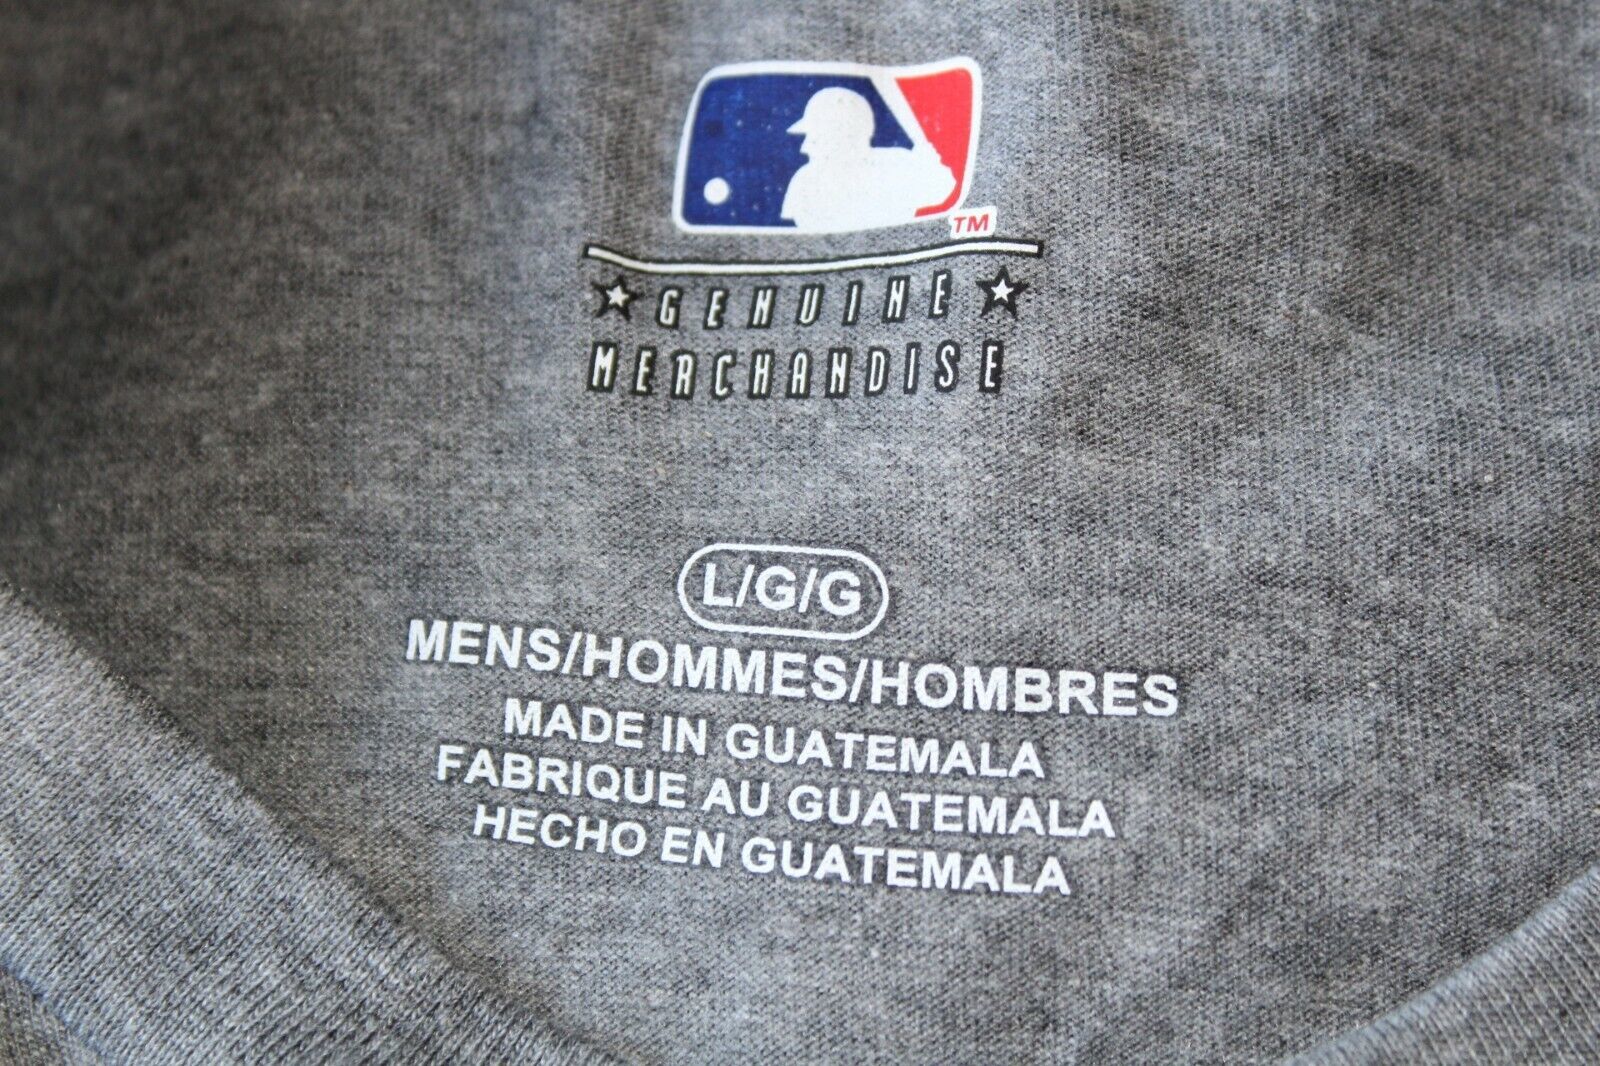 TM
GENUINE
MERCHANDISE
L/G/G
MENS/HOMMES/HOMBRES
MADE IN GUATEMALA
FABRIQUE AU GUATEMALA
HECHO EN GUATEMALA